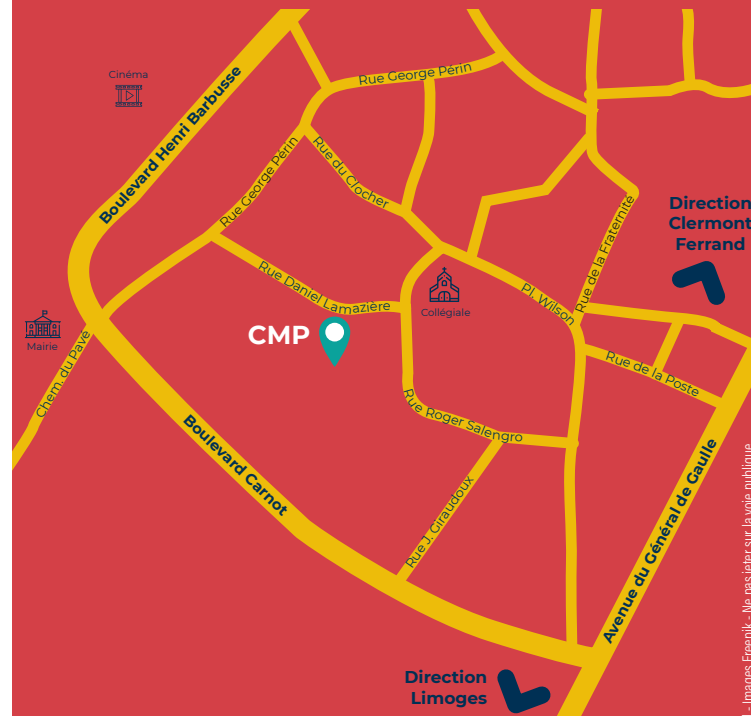 Cinéma
Boulevard Henri Barbusse
Rue George Périn
Rue George Périn
Rue du Clocher
Direction
Clermont
Ferrand
Rue de la Fraternité
Rue Daniel Lamazière
Collégiale
Pl. Wilson
CMP
Mairie
Chem. du Pavé
Rue de la Poste
Rue Roger Salengro
Boulevard Carnot
Rue J. Giraudoux
Avenue du Général de Gaulle
Direction
Limoges
- Images Freepik - Ne pas jeter sur la voie publique